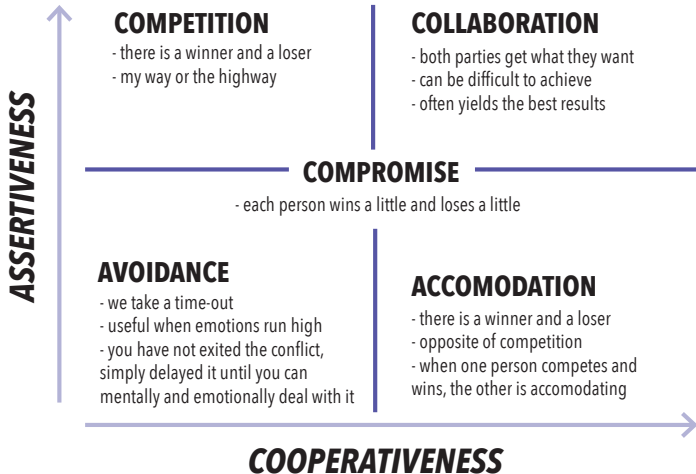 COMPETITION
- there is a winner and a loser
- my way or the highway
COLLABORATION
- both parties get what they want
- can be difficult to achieve
- often yields the best results
ASSERTIVENESS
COMPROMISE
- each person wins a little and loses a little
AVOIDANCE
- we take a time-out
- useful when emotions run high
- you have not exited the conflict,
simply delayed it until you can
mentally and emotionally deal with it
ACCOMODATION
- there is a winner and a loser
- opposite of competition
- when one person competes and
wins, the other is accomodating
COOPERATIVENESS